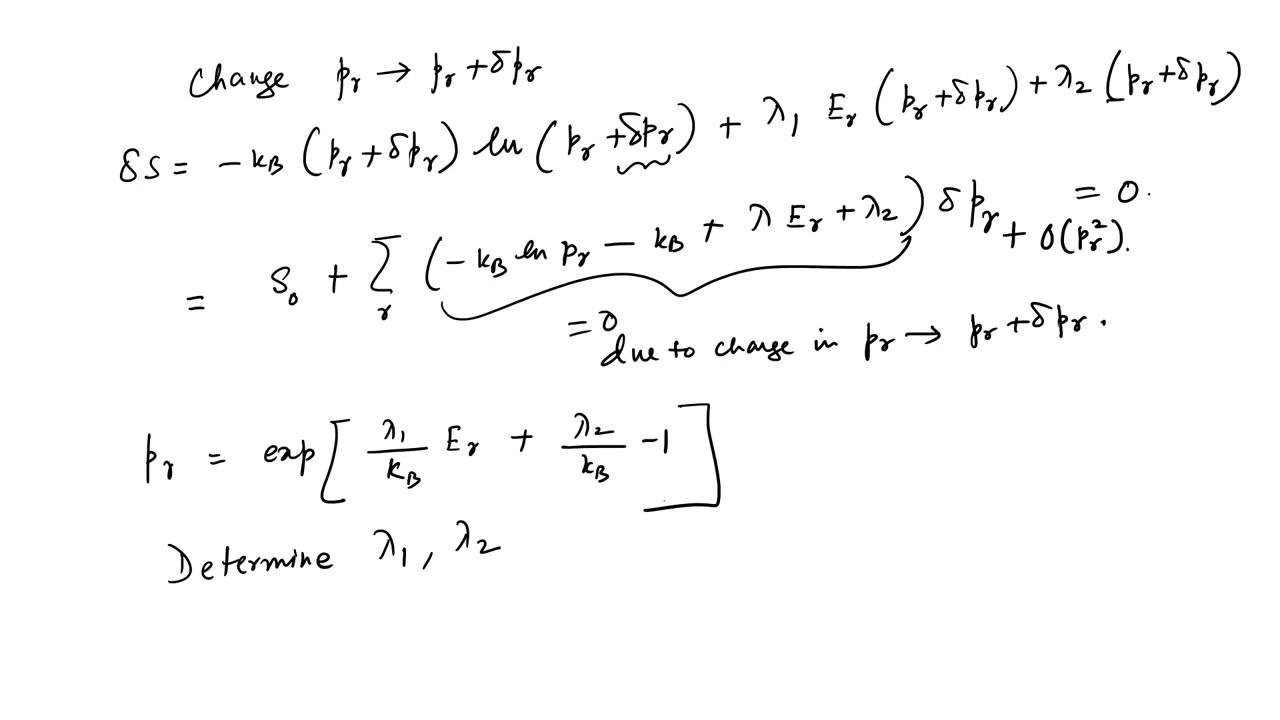 Change p_r → p_r + δp_r
δS = - k_B (p_r + δp_r) ln (p_r + δp_r) + λ_1 E_r (p_r + δp_r) + λ_2 (p_r + δp_r)
= 0.
= S_0 + Σ_r (- k_B ln p_r - k_B + λ E_r + λ_2) δp_r + O(p_r^2).
= 0
due to change in p_r → p_r + δp_r.
p_r = exp[ λ_1/k_B E_r + λ_2/k_B - 1 ]
Determine λ_1, λ_2